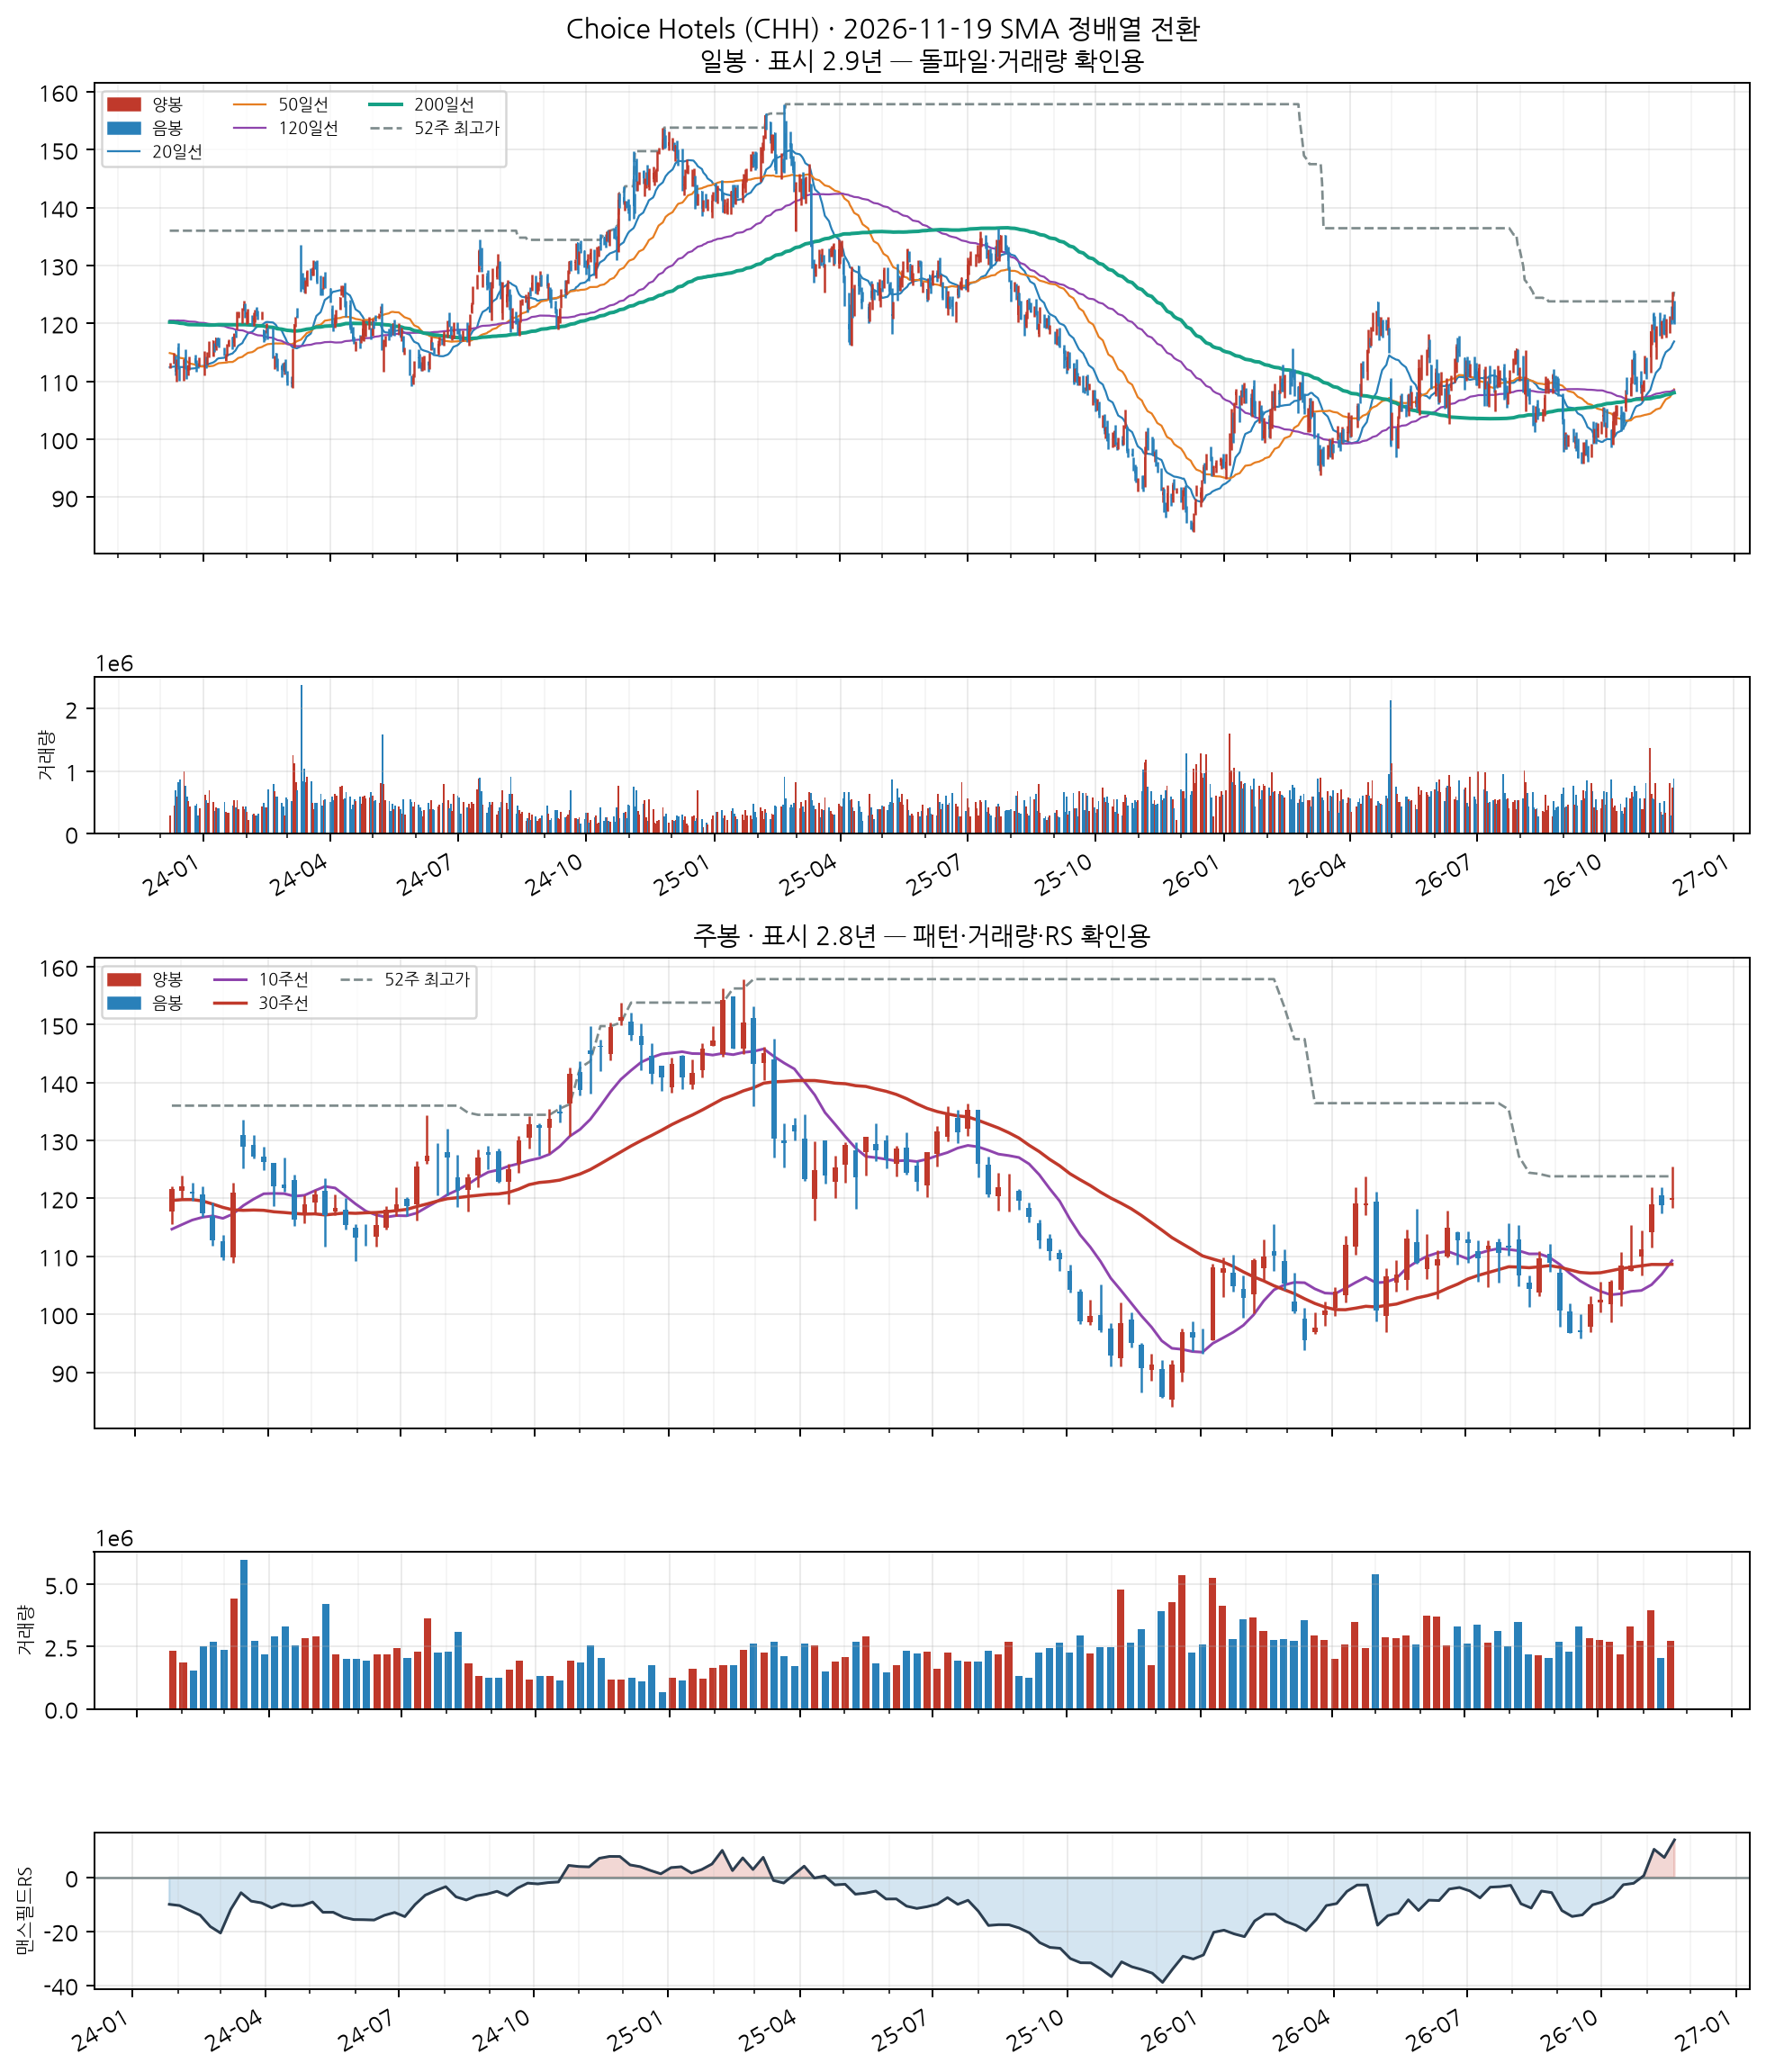 Choice Hotels (CHH) · 2026-11-19 SMA 정배열 전환
일봉 · 표시 2.9년 — 돌파일·거래량 확인용
양봉 50일선 200일선
음봉 120일선 52주 최고가
20일선
160
150
140
130
120
110
100
90
1e6
2
1
0
거래량
24-01 24-04 24-07 24-10 25-01 25-04 25-07 25-10 26-01 26-04 26-07 26-10 27-01
주봉 · 표시 2.8년 — 패턴·거래량·RS 확인용
양봉 10주선 52주 최고가
음봉 30주선
160
150
140
130
120
110
100
90
1e6
5.0
2.5
0.0
거래량
0
-20
-40
맨스필드RS
24-01 24-04 24-07 24-10 25-01 25-04 25-07 25-10 26-01 26-04 26-07 26-10 27-01